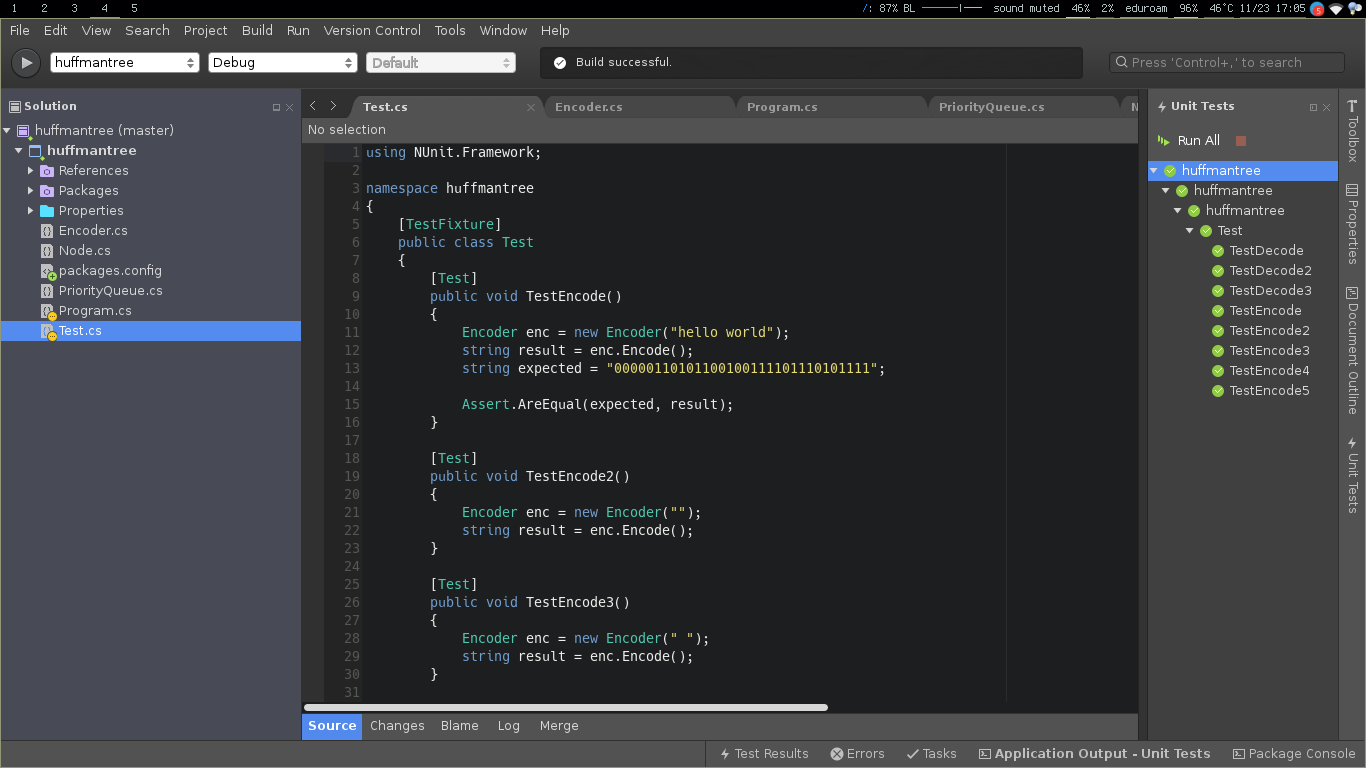 1 2 3 4 5 /: 87% BL sound muted 46% 2% eduroam 96% 46°C 11/23 17:05 5
File Edit View Search Project Build Run Version Control Tools Window Help
huffmantree Debug Default Build successful. Press 'Control+,' to search
Solution
huffmantree (master)
huffmantree
References
Packages
Properties
Encoder.cs
Node.cs
packages.config
PriorityQueue.cs
Program.cs
Test.cs
Test.cs Encoder.cs Program.cs PriorityQueue.cs N
No selection
1 using NUnit.Framework;
2
3 namespace huffmantree
4 {
5 [TestFixture]
6 public class Test
7 {
8 [Test]
9 public void TestEncode()
10 {
11 Encoder enc = new Encoder("hello world");
12 string result = enc.Encode();
13 string expected = "00000110101100100111101110101111";
14
15 Assert.AreEqual(expected, result);
16 }
17
18 [Test]
19 public void TestEncode2()
20 {
21 Encoder enc = new Encoder("");
22 string result = enc.Encode();
23 }
24
25 [Test]
26 public void TestEncode3()
27 {
28 Encoder enc = new Encoder(" ");
29 string result = enc.Encode();
30 }
31
Source Changes Blame Log Merge
Unit Tests
Run All
huffmantree
huffmantree
huffmantree
Test
TestDecode
TestDecode2
TestDecode3
TestEncode
TestEncode2
TestEncode3
TestEncode4
TestEncode5
Toolbox
Properties
Document Outline
Unit Tests
Test Results Errors Tasks Application Output - Unit Tests Package Console